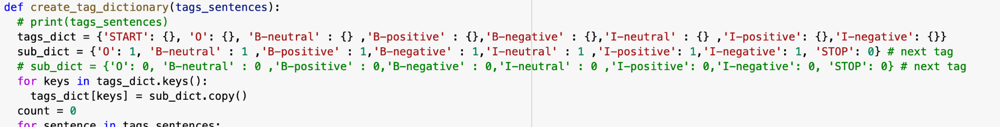 def create_tag_dictionary(tags_sentences):
# print(tags_sentences)
tags_dict = {'START': {}, 'O': {}, 'B-neutral' : {} ,'B-positive' : {},'B-negative' : {},'I-neutral' : {} ,'I-positive': {},'I-negative': {}}
sub_dict = {'O': 1, 'B-neutral' : 1 ,'B-positive' : 1,'B-negative' : 1,'I-neutral' : 1 ,'I-positive': 1,'I-negative': 1, 'STOP': 0} # next tag
# sub_dict = {'O': 0, 'B-neutral' : 0 ,'B-positive' : 0,'B-negative' : 0,'I-neutral' : 0 ,'I-positive': 0,'I-negative': 0, 'STOP': 0} # next tag
for keys in tags_dict.keys():
tags_dict[keys] = sub_dict.copy()
count = 0
for sentence in tags_sentences: